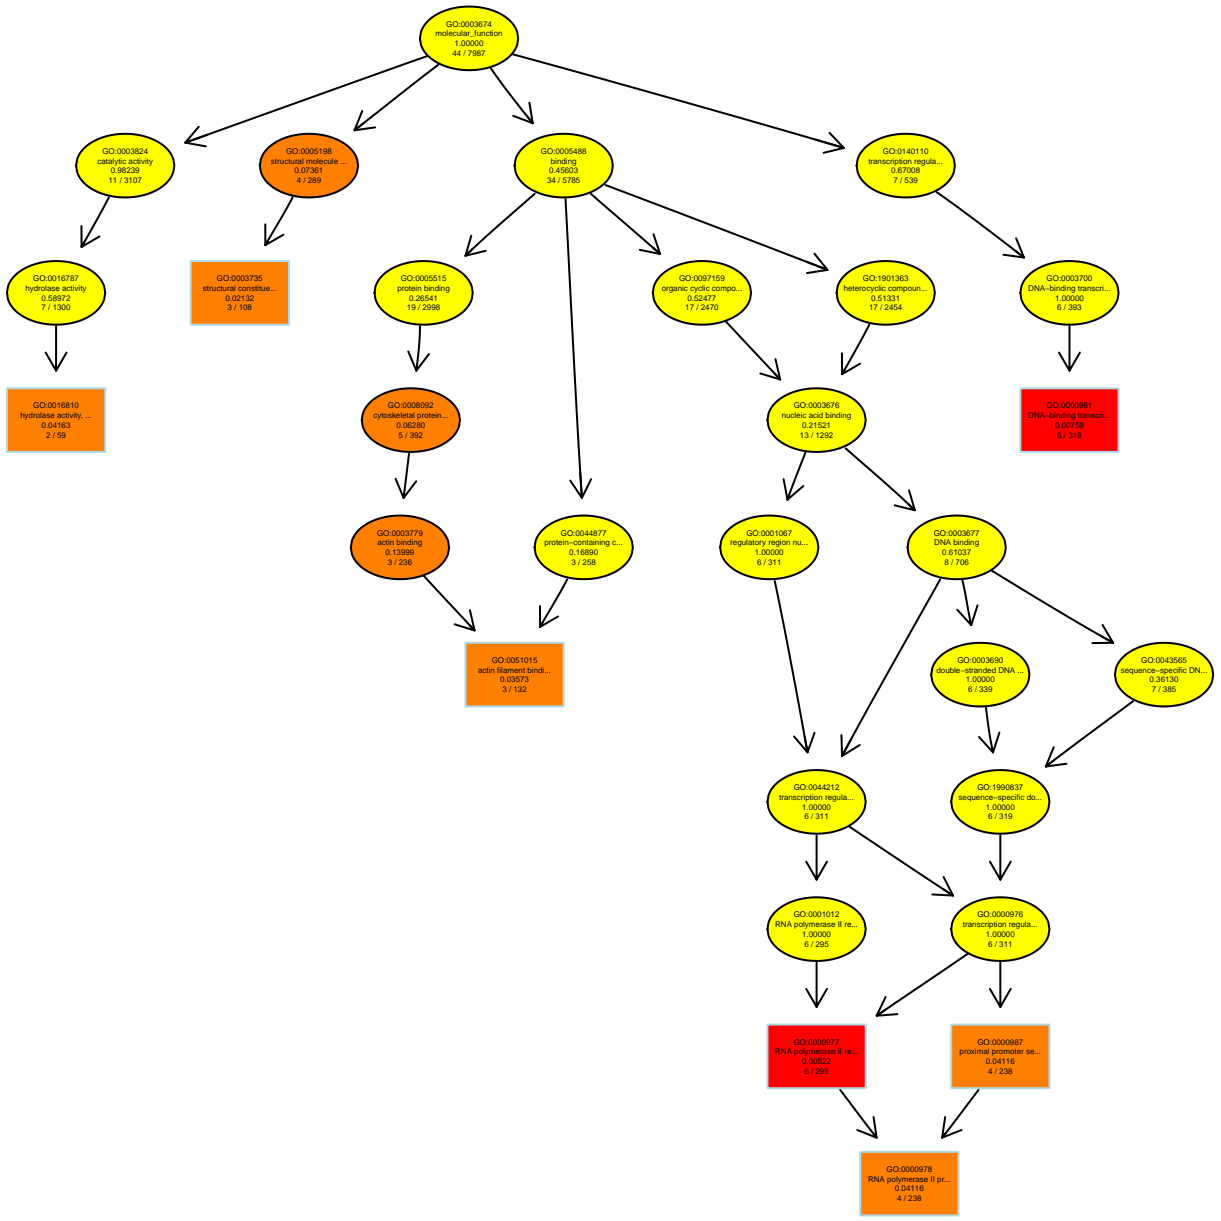 GO:0003674
molecular_function
1.00000
44 / 7987
GO:0003824
catalytic activity
0.98239
11 / 3107
GO:0005198
structural molecule ...
0.07361
4 / 289
GO:0005488
binding
0.45603
34 / 5785
GO:0140110
transcription regula...
0.67008
7 / 539
GO:0016787
hydrolase activity
0.58972
7 / 1300
GO:0003735
structural constitue...
0.02132
3 / 108
GO:0005515
protein binding
0.26541
19 / 2998
GO:0097159
organic cyclic compo...
0.52477
17 / 2470
GO:1901363
heterocyclic compoun...
0.51331
17 / 2454
GO:0003700
DNA−binding transcri...
1.00000
6 / 393
GO:0016810
hydrolase activity, ...
0.04163
2 / 59
GO:0008092
cytoskeletal protein...
0.06280
5 / 392
GO:0003676
nucleic acid binding
0.21521
13 / 1292
GO:0000981
DNA−binding transcri...
0.00759
6 / 319
GO:0003779
actin binding
0.13999
3 / 236
GO:0044877
protein−containing c...
0.16890
3 / 258
GO:0001067
regulatory region nu...
1.00000
6 / 311
GO:0003677
DNA binding
0.61037
8 / 706
GO:0051015
actin filament bindi...
0.03573
3 / 132
GO:0003690
double−stranded DNA ...
1.00000
6 / 339
GO:0043565
sequence−specific DN...
0.36130
7 / 385
GO:0044212
transcription regula...
1.00000
6 / 311
GO:1990837
sequence−specific do...
1.00000
6 / 319
GO:0001012
RNA polymerase II re...
1.00000
6 / 295
GO:0000976
transcription regula...
1.00000
6 / 311
GO:0000977
RNA polymerase II re...
0.00522
6 / 295
GO:0000987
proximal promoter se...
0.04116
4 / 238
GO:0000978
RNA polymerase II pr...
0.04116
4 / 238